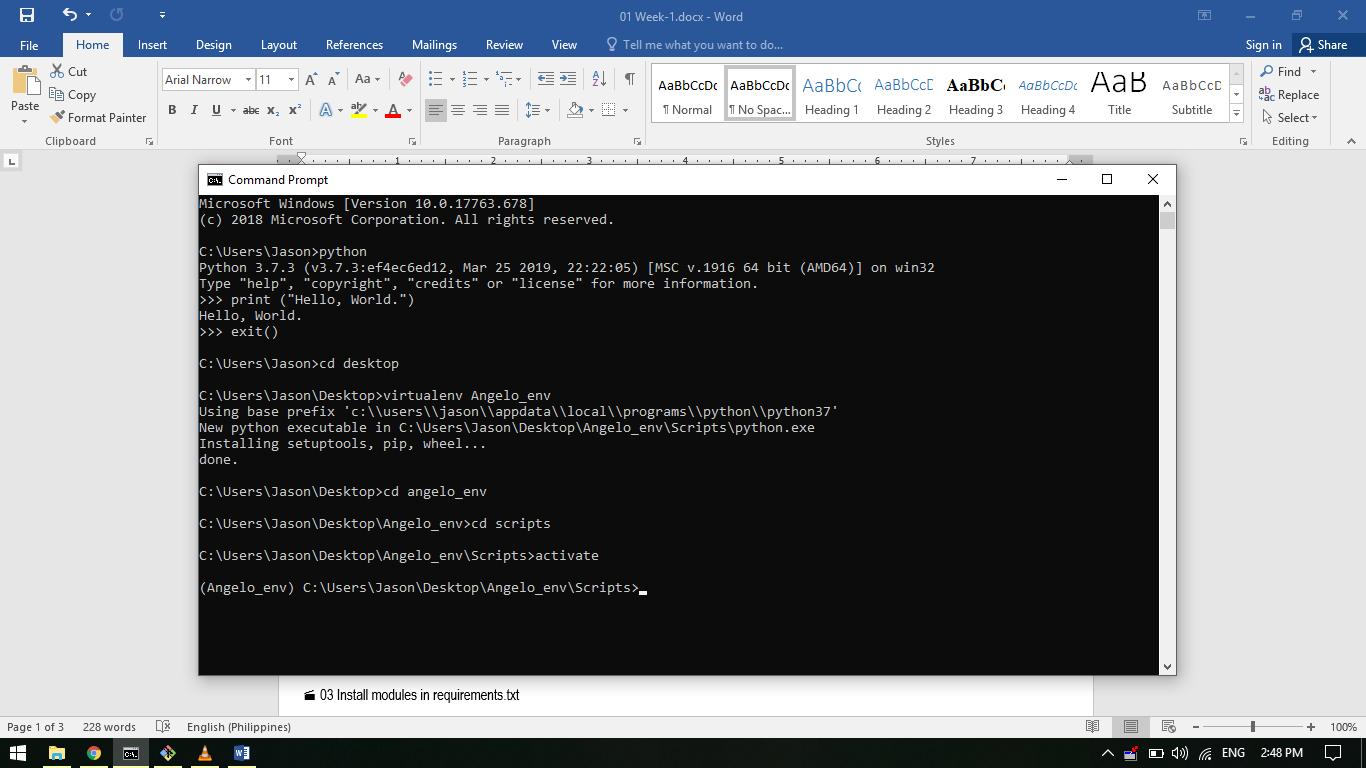 01 Week-1.docx - Word
File Home Insert Design Layout References Mailings Review View Tell me what you want to do... Sign in Share
Paste
Cut
Copy
Format Painter
Clipboard
Arial Narrow 11
Font
Paragraph
AaBbCcDc AaBbCcDc AaBbCc AaBbCcD AaBbCc AaBbCcDc AaB AaBbCcD
¶ Normal ¶ No Spac... Heading 1 Heading 2 Heading 3 Heading 4 Title Subtitle
Styles
Find
Replace
Select
Editing
1 2 3 4 5 6 7
Command Prompt
Microsoft Windows [Version 10.0.17763.678]
(c) 2018 Microsoft Corporation. All rights reserved.
C:\Users\Jason>python
Python 3.7.3 (v3.7.3:ef4ec6ed12, Mar 25 2019, 22:22:05) [MSC v.1916 64 bit (AMD64)] on win32
Type "help", "copyright", "credits" or "license" for more information.
>>> print ("Hello, World.")
Hello, World.
>>> exit()
C:\Users\Jason>cd desktop
C:\Users\Jason\Desktop>virtualenv Angelo_env
Using base prefix 'c:\\users\\jason\\appdata\\local\\programs\\python\\python37'
New python executable in C:\Users\Jason\Desktop\Angelo_env\Scripts\python.exe
Installing setuptools, pip, wheel...
done.
C:\Users\Jason\Desktop>cd angelo_env
C:\Users\Jason\Desktop\Angelo_env>cd scripts
C:\Users\Jason\Desktop\Angelo_env\Scripts>activate
(Angelo_env) C:\Users\Jason\Desktop\Angelo_env\Scripts>
03 Install modules in requirements.txt
Page 1 of 3 228 words English (Philippines) 100%
ENG 2:48 PM